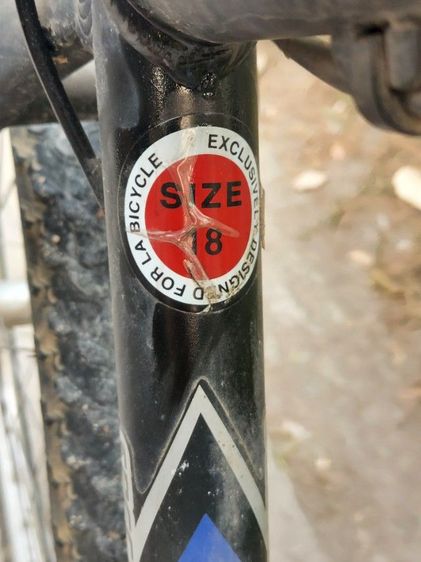 EXCLUSIVELY DESIGNED FOR LA BICYCLE
SIZE
18